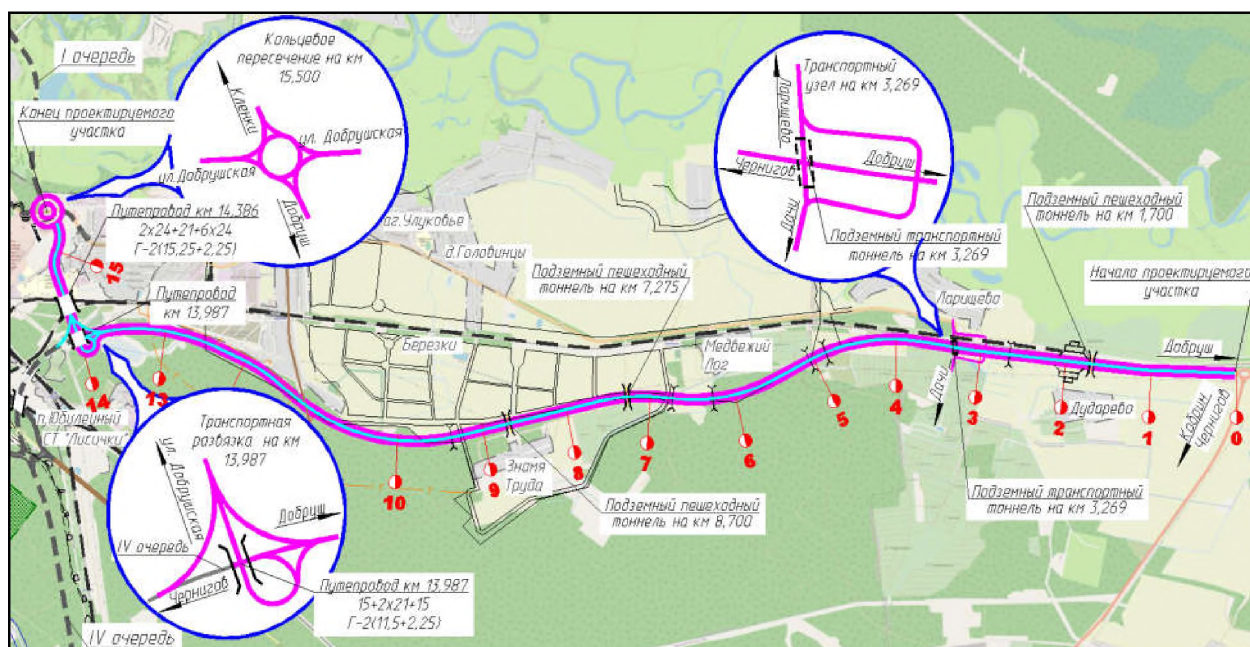 I очередь
Конец проектируемого
участка
Кольцевое
пересечение на км
15,500
Кленки
ул. Добрушская
ул. Добрушская
Добруш
Путепровод км 14,386
2х24+21+6х24
Г-2(15,25+2,25)
Путепровод
км 13,987
аг. Улуковье
д. Головинцы
Подземный пешеходный
тоннель на км 7,275
Транспортный
узел на км 3,269
Ларищево
Чернигов
Добруш
Дачи
Подземный транспортный
тоннель на км 3,269
Подземный пешеходный
тоннель на км 1,700
Начало проектируемого
участка
Ларищево
Добруш
Березки
Медвежий
Лог
Дачи
Дударево
Кодрин
Чернигов
15
14
13
10
9
8
7
6
5
4
3
2
1
0
п. Юбилейный
СТ "Лисички"
Знамя
Труда
Подземный пешеходный
тоннель на км 8,700
Подземный транспортный
тоннель на км 3,269
Транспортная
развязка на км
13,987
ул. Добрушская
Добруш
IV очередь
Чернигов
Путепровод км 13,987
15+2х21+15
Г-2(11,5+2,25)
IV очередь